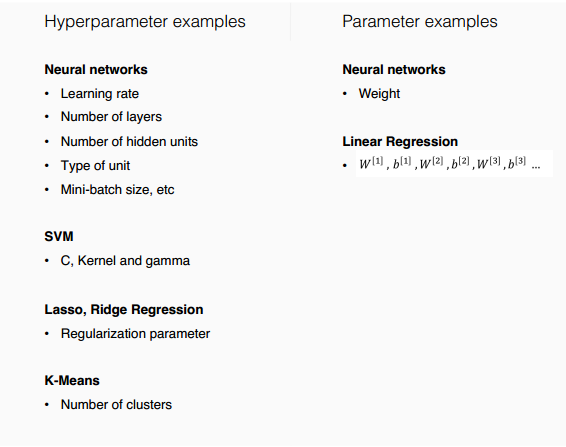 Hyperparameter examples
Neural networks
• Learning rate
• Number of layers
• Number of hidden units
• Type of unit
• Mini-batch size, etc
SVM
• C, Kernel and gamma
Lasso, Ridge Regression
• Regularization parameter
K-Means
• Number of clusters
Parameter examples
Neural networks
• Weight
Linear Regression
• W^[1], b^[1], W^[2], b^[2], W^[3], b^[3] ...